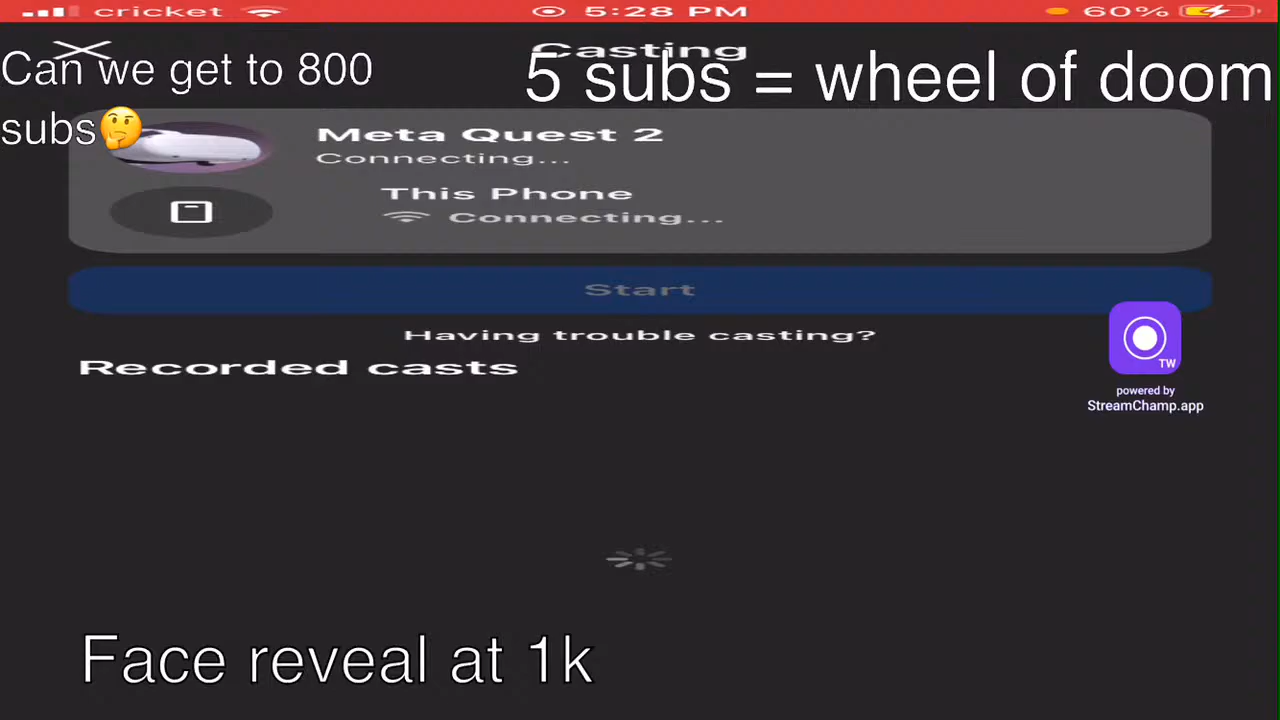 cricket 5:28 PM 60%
Casting
Can we get to 800
subs🤔
5 subs = wheel of doom
Meta Quest 2
Connecting...
This Phone
Connecting...
Start
Having trouble casting?
Recorded casts
TW
powered by
StreamChamp.app
Face reveal at 1k